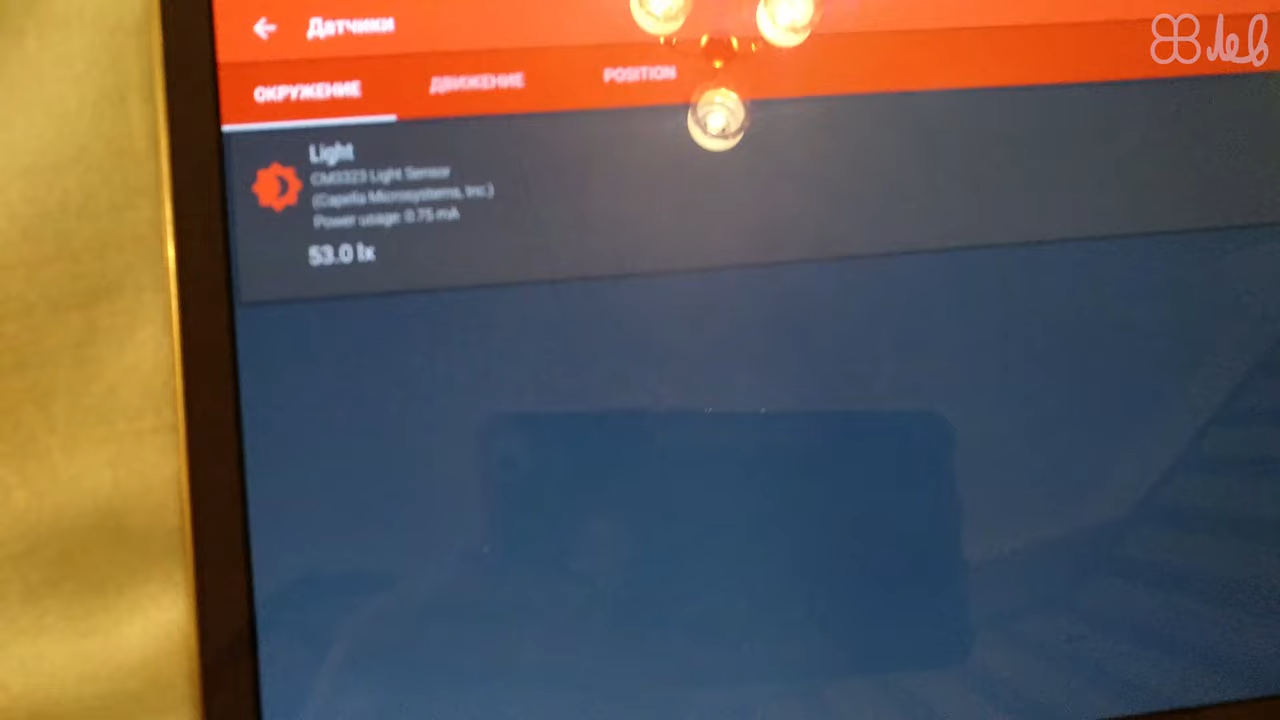 Датчики
Лев
ОКРУЖЕНИЕ
ДВИЖЕНИЕ
POSITION
Light
CM3323 Light Sensor
(Capella Microsystems, Inc.)
Power usage: 0.75 mA
53.0 lx